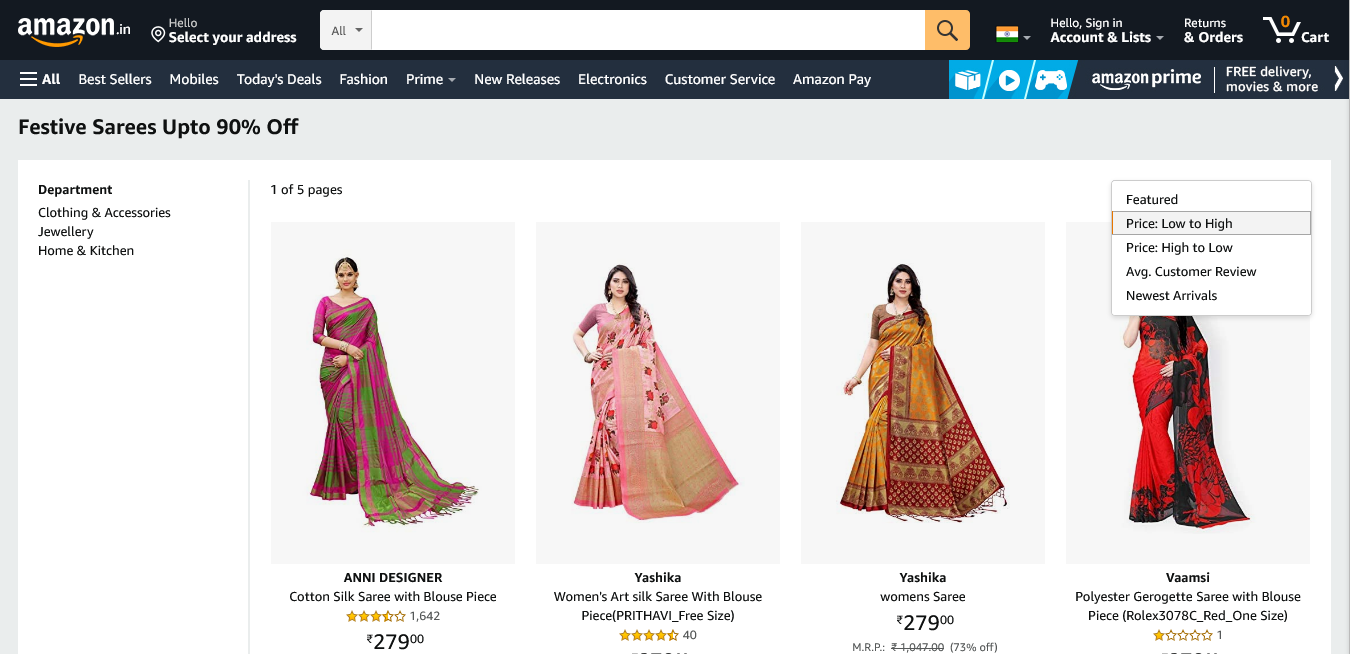 amazon.in
Hello
Select your address
All
Hello, Sign in
Account & Lists
Returns
& Orders
0
Cart
All
Best Sellers
Mobiles
Today's Deals
Fashion
Prime
New Releases
Electronics
Customer Service
Amazon Pay
amazon prime
FREE delivery,
movies & more
Festive Sarees Upto 90% Off
Department
Clothing & Accessories
Jewellery
Home & Kitchen
1 of 5 pages
Featured
Price: Low to High
Price: High to Low
Avg. Customer Review
Newest Arrivals
ANNI DESIGNER
Cotton Silk Saree with Blouse Piece
1,642
₹27900
Yashika
Women's Art silk Saree With Blouse
Piece(PRITHAVI_Free Size)
40
Yashika
womens Saree
₹27900
M.R.P.: ₹ 1,047.00 (73% off)
Vaamsi
Polyester Gerogette Saree with Blouse
Piece (Rolex3078C_Red_One Size)
1